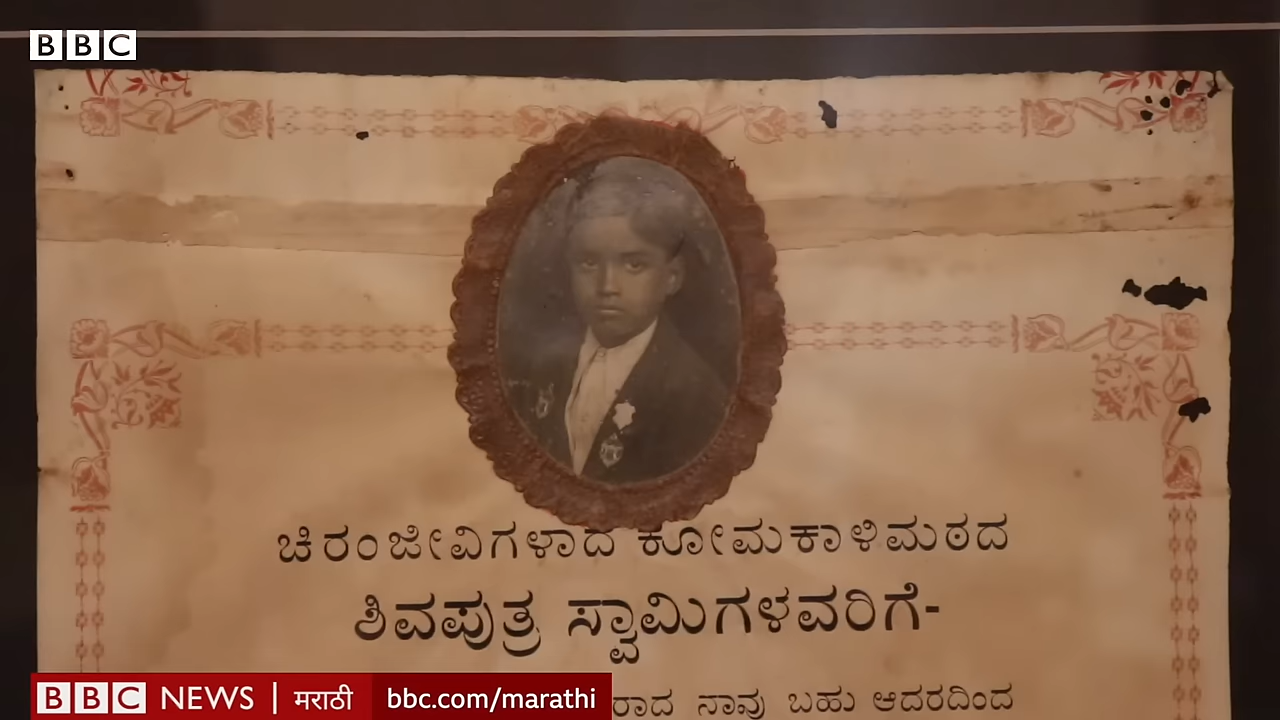 BBC
ಚಿರಂಜೀವಿಗಳಾದ ಕೋಮಕಾಳಿಮಠದ
ಶಿವಪುತ್ರ ಸ್ವಾಮಿಗಳವರಿಗೆ-
ನಾವು ಬಹು ಆದರದಿಂದ
BBC NEWS | मराठी bbc.com/marathi